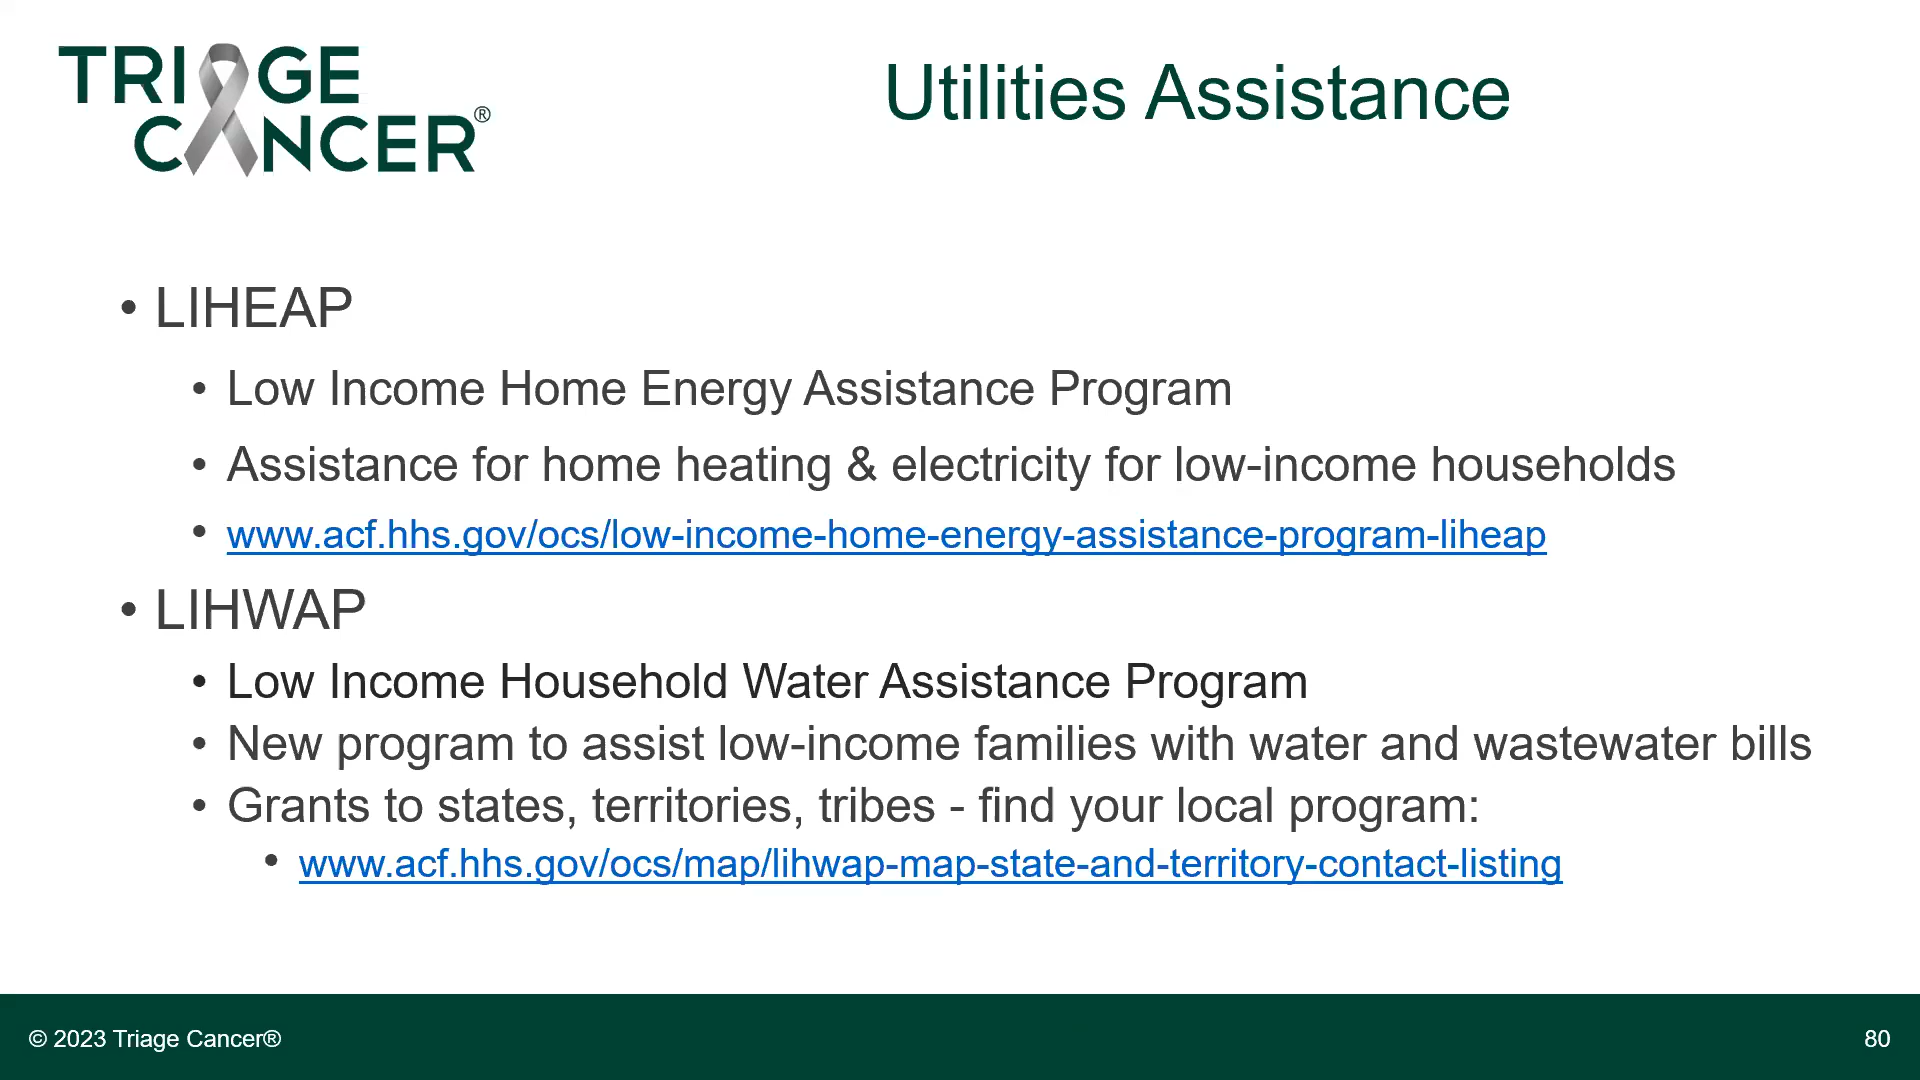 TRIAGE
CANCER®
Utilities Assistance
• LIHEAP
• Low Income Home Energy Assistance Program
• Assistance for home heating & electricity for low-income households
• www.acf.hhs.gov/ocs/low-income-home-energy-assistance-program-liheap
• LIHWAP
• Low Income Household Water Assistance Program
• New program to assist low-income families with water and wastewater bills
• Grants to states, territories, tribes - find your local program:
• www.acf.hhs.gov/ocs/map/lihwap-map-state-and-territory-contact-listing
© 2023 Triage Cancer®
80